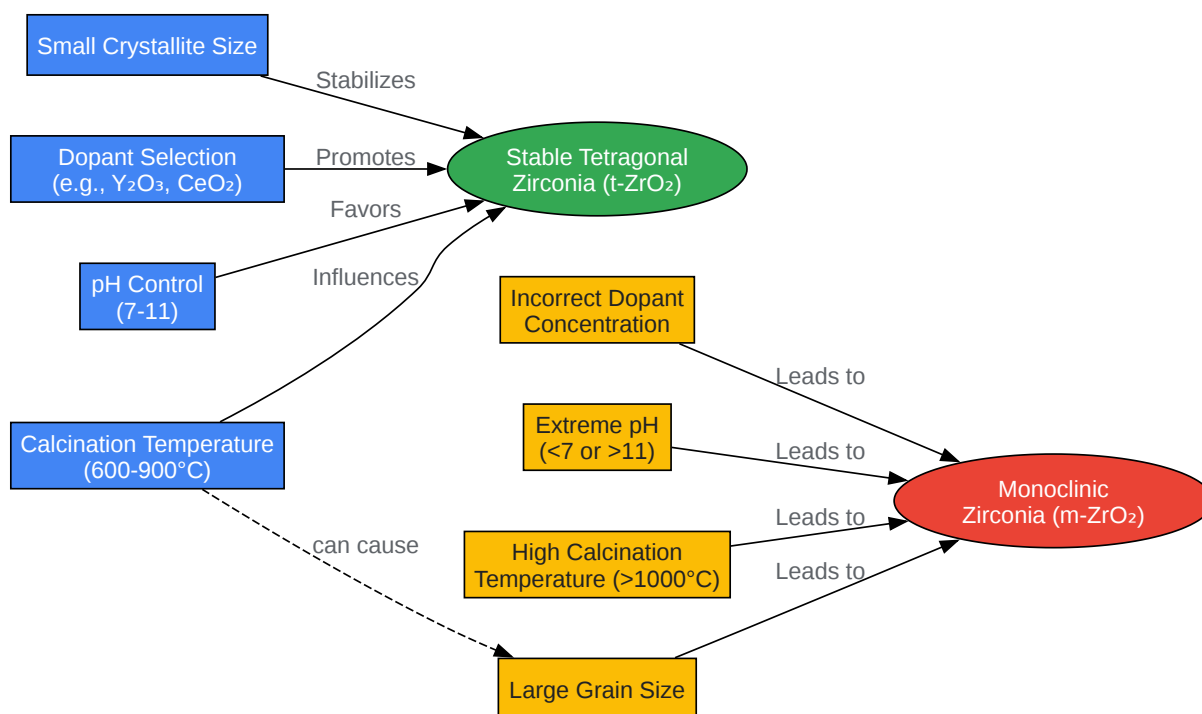 Small Crystallite Size
Stabilizes
Dopant Selection
(e.g., Y₂O₃, CeO₂)
Promotes
Stable Tetragonal
Zirconia (t-ZrO₂)
Favors
pH Control
(7-11)
Influences
Incorrect Dopant
Concentration
Leads to
Calcination Temperature
(600-900°C)
Extreme pH
(<7 or >11)
Leads to
Monoclinic
Zirconia (m-ZrO₂)
Leads to
High Calcination
Temperature (>1000°C)
can cause
Leads to
Large Grain Size